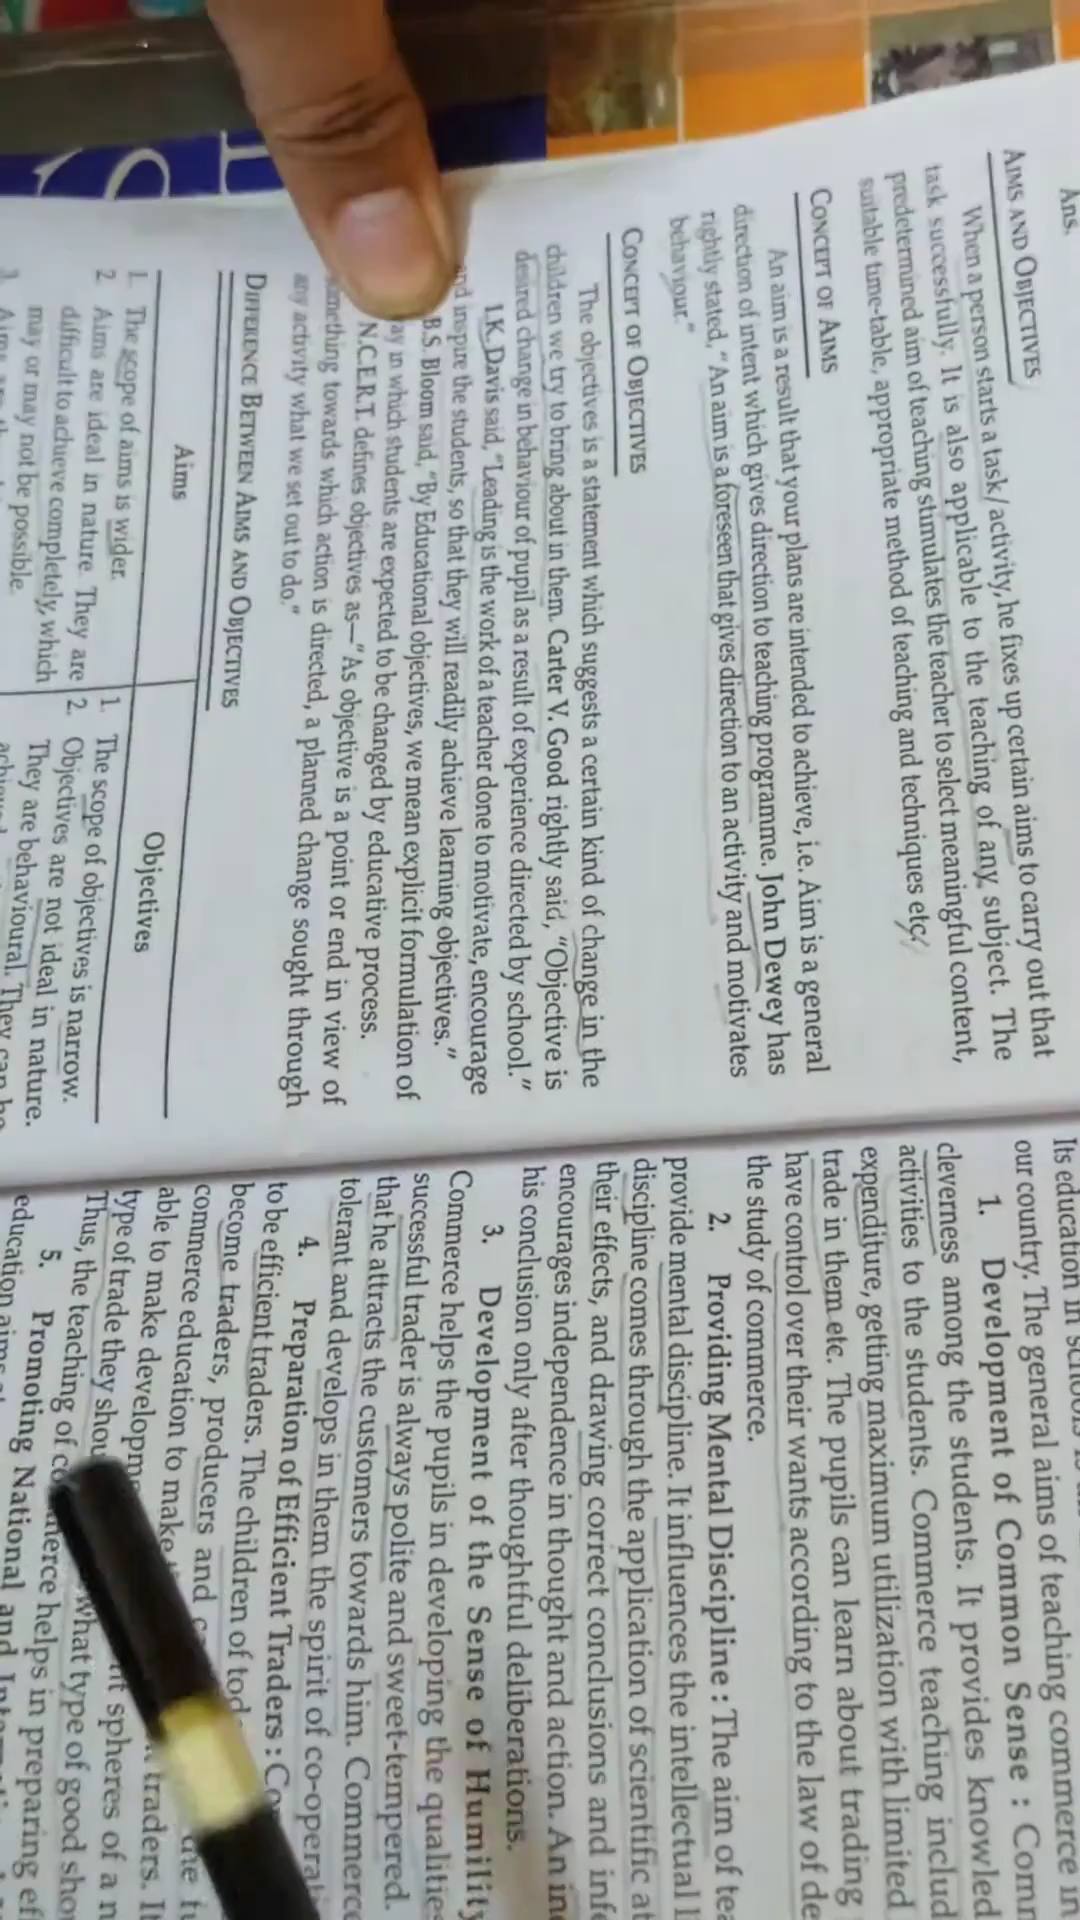 Ans.
AIMS AND OBJECTIVES
When a person starts a task/activity, he fixes up certain aims to carry out that
task successfully. It is also applicable to the teaching of any subject. The
predetermined aim of teaching stimulates the teacher to select meaningful content,
suitable time-table, appropriate method of teaching and techniques etc.
CONCEPT OF AIMS
An aim is a result that your plans are intended to achieve, i.e. Aim is a general
direction of intent which gives direction to teaching programme. John Dewey has
rightly stated, "An aim is a foreseen that gives direction to an activity and motivates
behaviour."
CONCEPT OF OBJECTIVES
The objectives is a statement which suggests a certain kind of change in the
children we try to bring about in them. Carter V. Good rightly said, "Objective is
desired change in behaviour of pupil as a result of experience directed by school."
I.K. Davis said, "Leading is the work of a teacher done to motivate, encourage
and inspire the students, so that they will readily achieve learning objectives."
B.S. Bloom said, "By Educational objectives, we mean explicit formulation of
in which students are expected to be changed by educative process.
N.C.E.R.T. defines objectives as—"As objective is a point or end in view of
something towards which action is directed, a planned change sought through
any activity what we set out to do."
DIFFERENCE BETWEEN AIMS AND OBJECTIVES
Aims
1. The scope of aims is wider.
2. Aims are ideal in nature. They are
difficult to achieve completely, which
may or may not be possible.
3.
Objectives
1. The scope of objectives is narrow.
2. Objectives are not ideal in nature.
They are behavioural. They can be
Its education in
our country. The general aims of teaching commerce in
1. Development of Common Sense :
cleverness among the students. It provides
activities to the students. Commerce teaching
expenditure, getting maximum utilization with limited
trade in them etc. The pupils can learn about trading
have control over their wants according to the law of
the study of commerce.
2. Providing Mental Discipline : The aim of
provide mental discipline. It influences the intellectual
discipline comes through the application of scientific
their effects, and drawing correct conclusions and
encourages independence in thought and action. An
his conclusion only after thoughtful deliberations.
3. Development of the Sense of Humility
Commerce helps the pupils in developing the qualities
successful trader is always polite and sweet-tempered.
that he attracts the customers towards him. Commerce
tolerant and develops in them the spirit of
4. Preparation of Efficient Traders :
to be efficient traders. The children of
become traders, producers and
commerce education to make
able to make spheres of a
type of trade they what type of good
Thus, the teaching of helps in preparing
5. Promoting National and
education aims